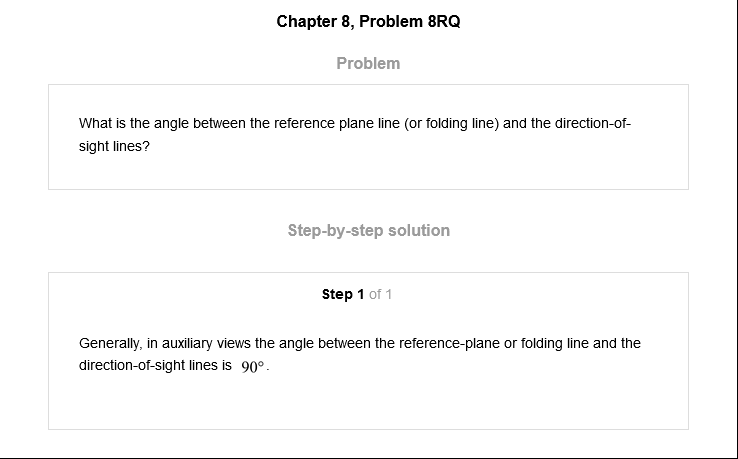 Chapter 8, Problem 8RQ
Problem
What is the angle between the reference plane line (or folding line) and the direction-of-
sight lines?
Step-by-step solution
Step 1 of 1
Generally, in auxiliary views the angle between the reference-plane or folding line and the
direction-of-sight lines is 90°.